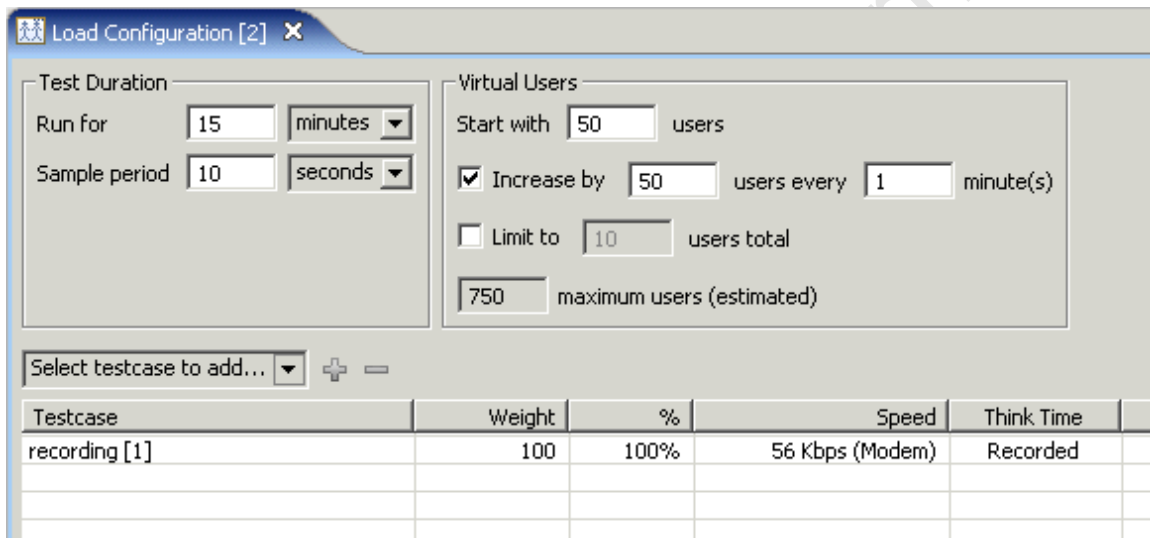 Load Configuration [2]
Test Duration
Run for 15 minutes
Sample period 10 seconds
Virtual Users
Start with 50 users
Increase by 50 users every 1 minute(s)
Limit to 10 users total
750 maximum users (estimated)
Select testcase to add...
Testcase Weight % Speed Think Time
recording [1] 100 100% 56 Kbps (Modem) Recorded